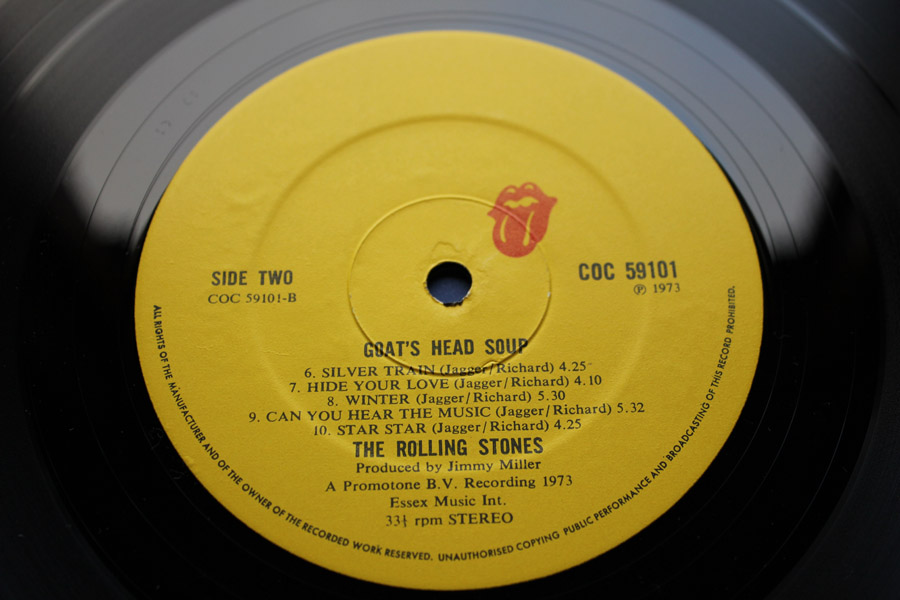 SIDE TWO
COC 59101-B
COC 59101
Ⓟ 1973
GOAT'S HEAD SOUP
6. SILVER TRAIN (Jagger/Richard) 4.25
7. HIDE YOUR LOVE (Jagger/Richard) 4.10
8. WINTER (Jagger/Richard) 5.30
9. CAN YOU HEAR THE MUSIC (Jagger/Richard) 5.32
10. STAR STAR (Jagger/Richard) 4.25
THE ROLLING STONES
Produced by Jimmy Miller
A Promotone B.V. Recording 1973
Essex Music Int.
33⅓ rpm STEREO
ALL RIGHTS OF THE MANUFACTURER AND OF THE OWNER OF THE RECORDED WORK RESERVED. UNAUTHORISED COPYING PUBLIC PERFORMANCE AND BROADCASTING OF THIS RECORD PROHIBITED.